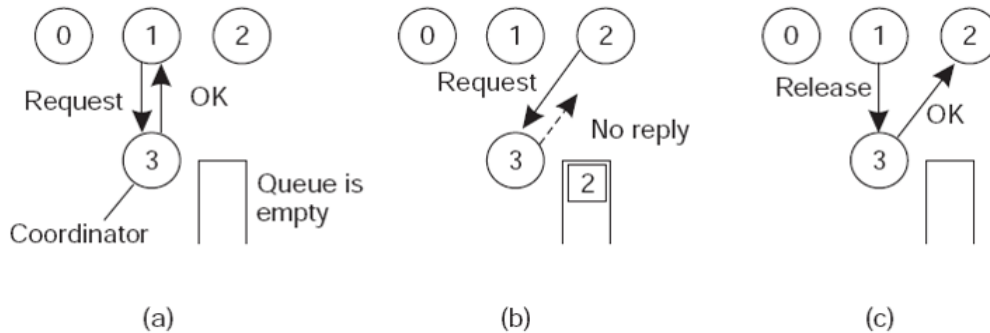 0 1 2
Request
OK
3
Queue is
empty
Coordinator
(a)
0 1 2
Request
No reply
3
2
(b)
0 1 2
Release
OK
3
(c)